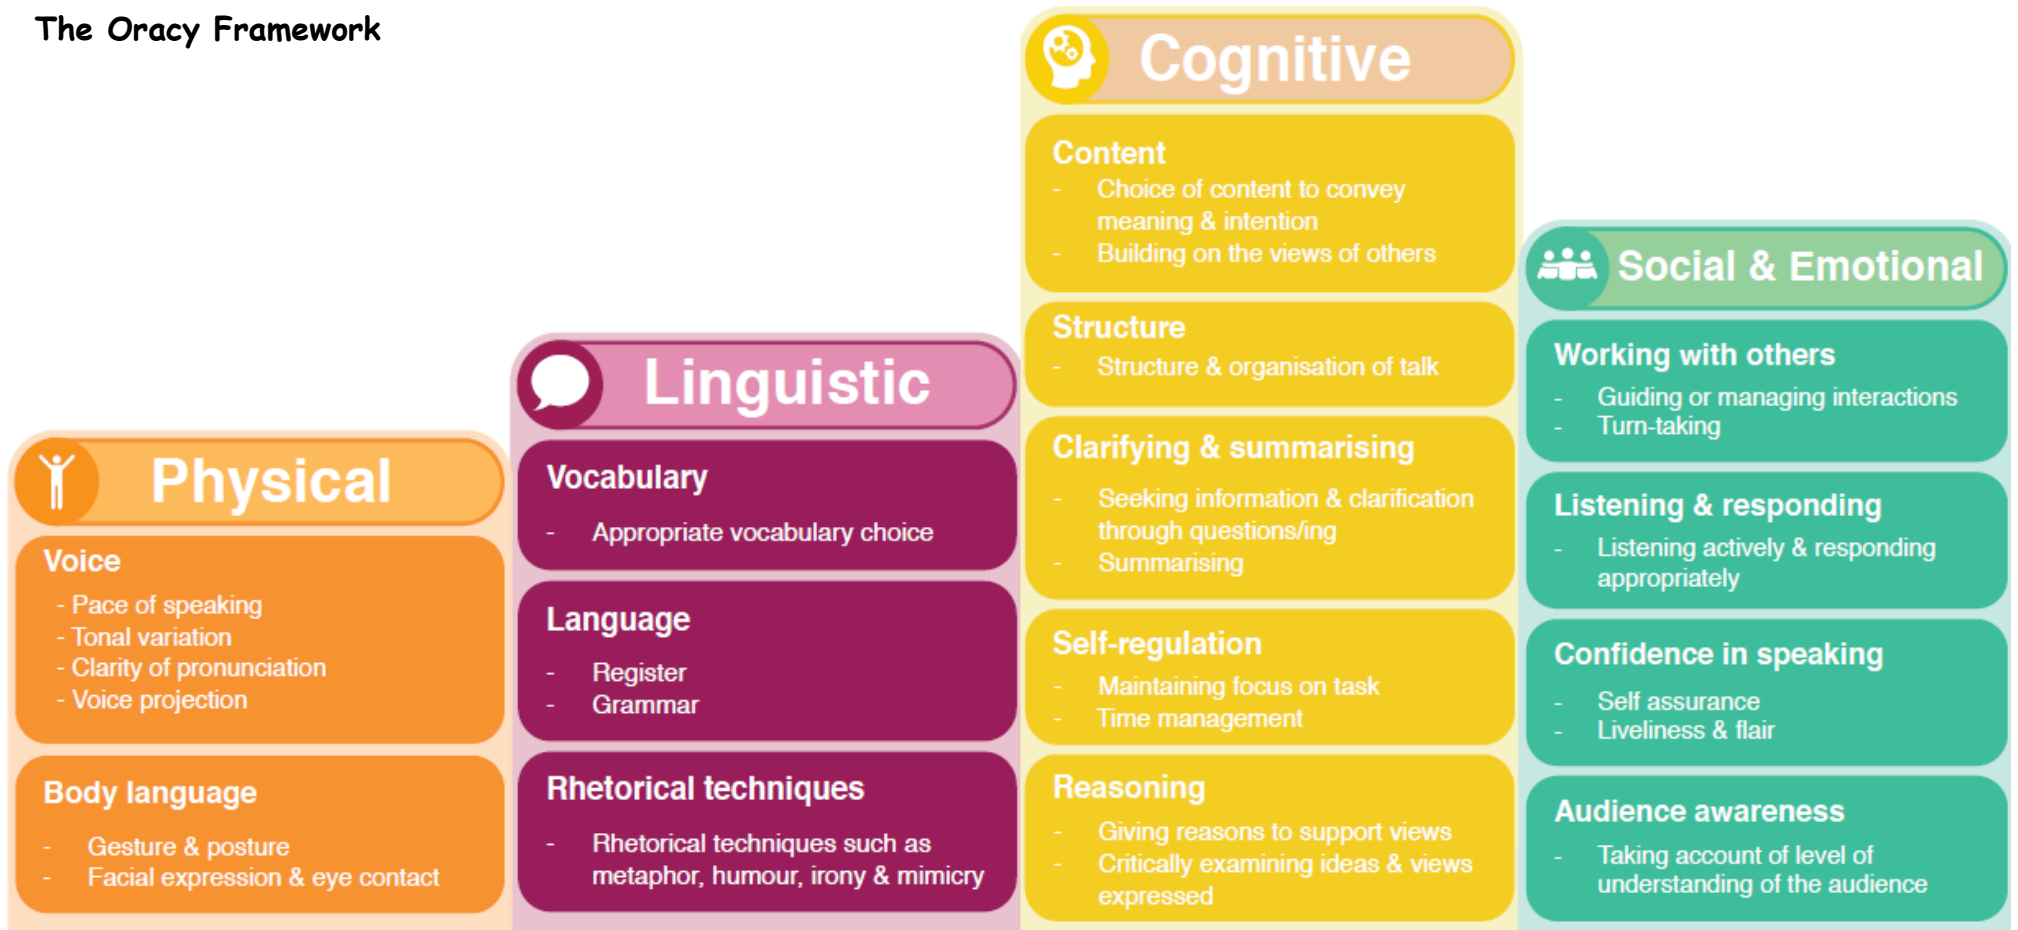 The Oracy Framework
Physical
Voice
- Pace of speaking
- Tonal variation
- Clarity of pronunciation
- Voice projection
Body language
- Gesture & posture
- Facial expression & eye contact
Linguistic
Vocabulary
- Appropriate vocabulary choice
Language
- Register
- Grammar
Rhetorical techniques
- Rhetorical techniques such as
metaphor, humour, irony & mimicry
Cognitive
Content
- Choice of content to convey
meaning & intention
- Building on the views of others
Structure
- Structure & organisation of talk
Clarifying & summarising
- Seeking information & clarification
through questions/ing
- Summarising
Self-regulation
- Maintaining focus on task
- Time management
Reasoning
- Giving reasons to support views
- Critically examining ideas & views
expressed
Social & Emotional
Working with others
- Guiding or managing interactions
- Turn-taking
Listening & responding
- Listening actively & responding
appropriately
Confidence in speaking
- Self assurance
- Liveliness & flair
Audience awareness
- Taking account of level of
understanding of the audience